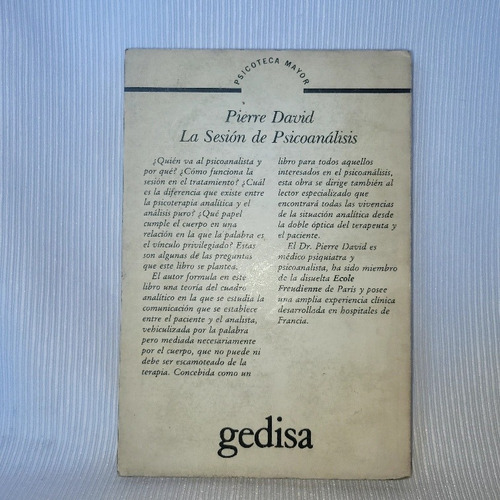 PSICOTECA MAYOR
Pierre David
La Sesión de Psicoanálisis
¿Quién va al psicoanalista y
por qué? ¿Cómo funciona la
sesión en el tratamiento? ¿Cuál
es la diferencia que existe entre
la psicoterapia analítica y el
análisis puro? ¿Qué papel
cumple el cuerpo en una
relación en la que la palabra es
el vínculo privilegiado? Estas
son algunas de las preguntas
que este libro se plantea.
El autor formula en este
libro una teoría del cuadro
analítico en la que se estudia la
comunicación que se establece
entre el paciente y el analista,
vehiculizada por la palabra
pero mediada necesariamente
por el cuerpo, que no puede ni
debe ser escamoteado de la
terapia. Concebida como un
libro para todos aquellos
interesados en el psicoanálisis,
esta obra se dirige también al
lector especializado que
encontrará todas las vivencias
de la situación analítica desde
la doble óptica del terapeuta y
el paciente.
El Dr. Pierre David es
médico psiquiatra y
psicoanalista, ha sido miembro
de la disuelta Ecole
Freudienne de París y posee
una amplia experiencia clínica
desarrollada en hospitales de
Francia.
gedisa